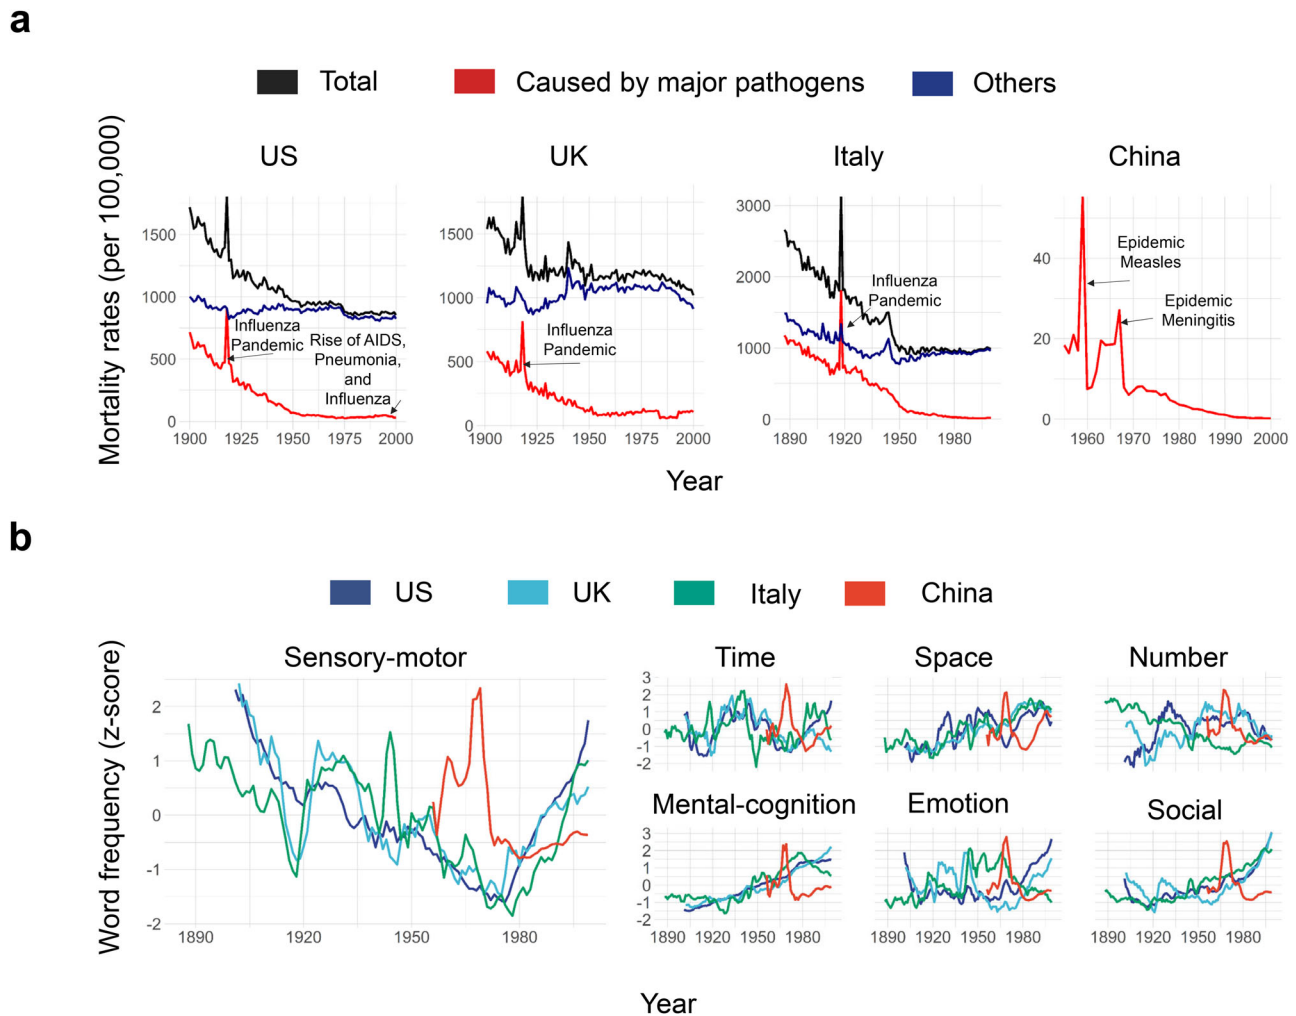 a
Total
Caused by major pathogens
Others
Mortality rates (per 100,000)
US
UK
Italy
China
1500
1000
500
0
1900
1925
1950
1975
2000
Influenza
Pandemic
Rise of AIDS,
Pneumonia,
and
Influenza
1500
1000
500
0
1900
1925
1950
1975
2000
Influenza
Pandemic
3000
2000
1000
0
1890
1920
1950
1980
Influenza
Pandemic
40
20
0
1960
1970
1980
1990
2000
Epidemic
Measles
Epidemic
Meningitis
Year
b
US
UK
Italy
China
Word frequency (z-score)
Sensory-motor
2
1
0
-1
-2
1890
1920
1950
1980
Time
Space
Number
3
2
1
0
-1
-2
Mental-cognition
Emotion
Social
3
2
1
0
-1
-2
1890
1920
1950
1980
1890
1920
1950
1980
1890
1920
1950
1980
Year